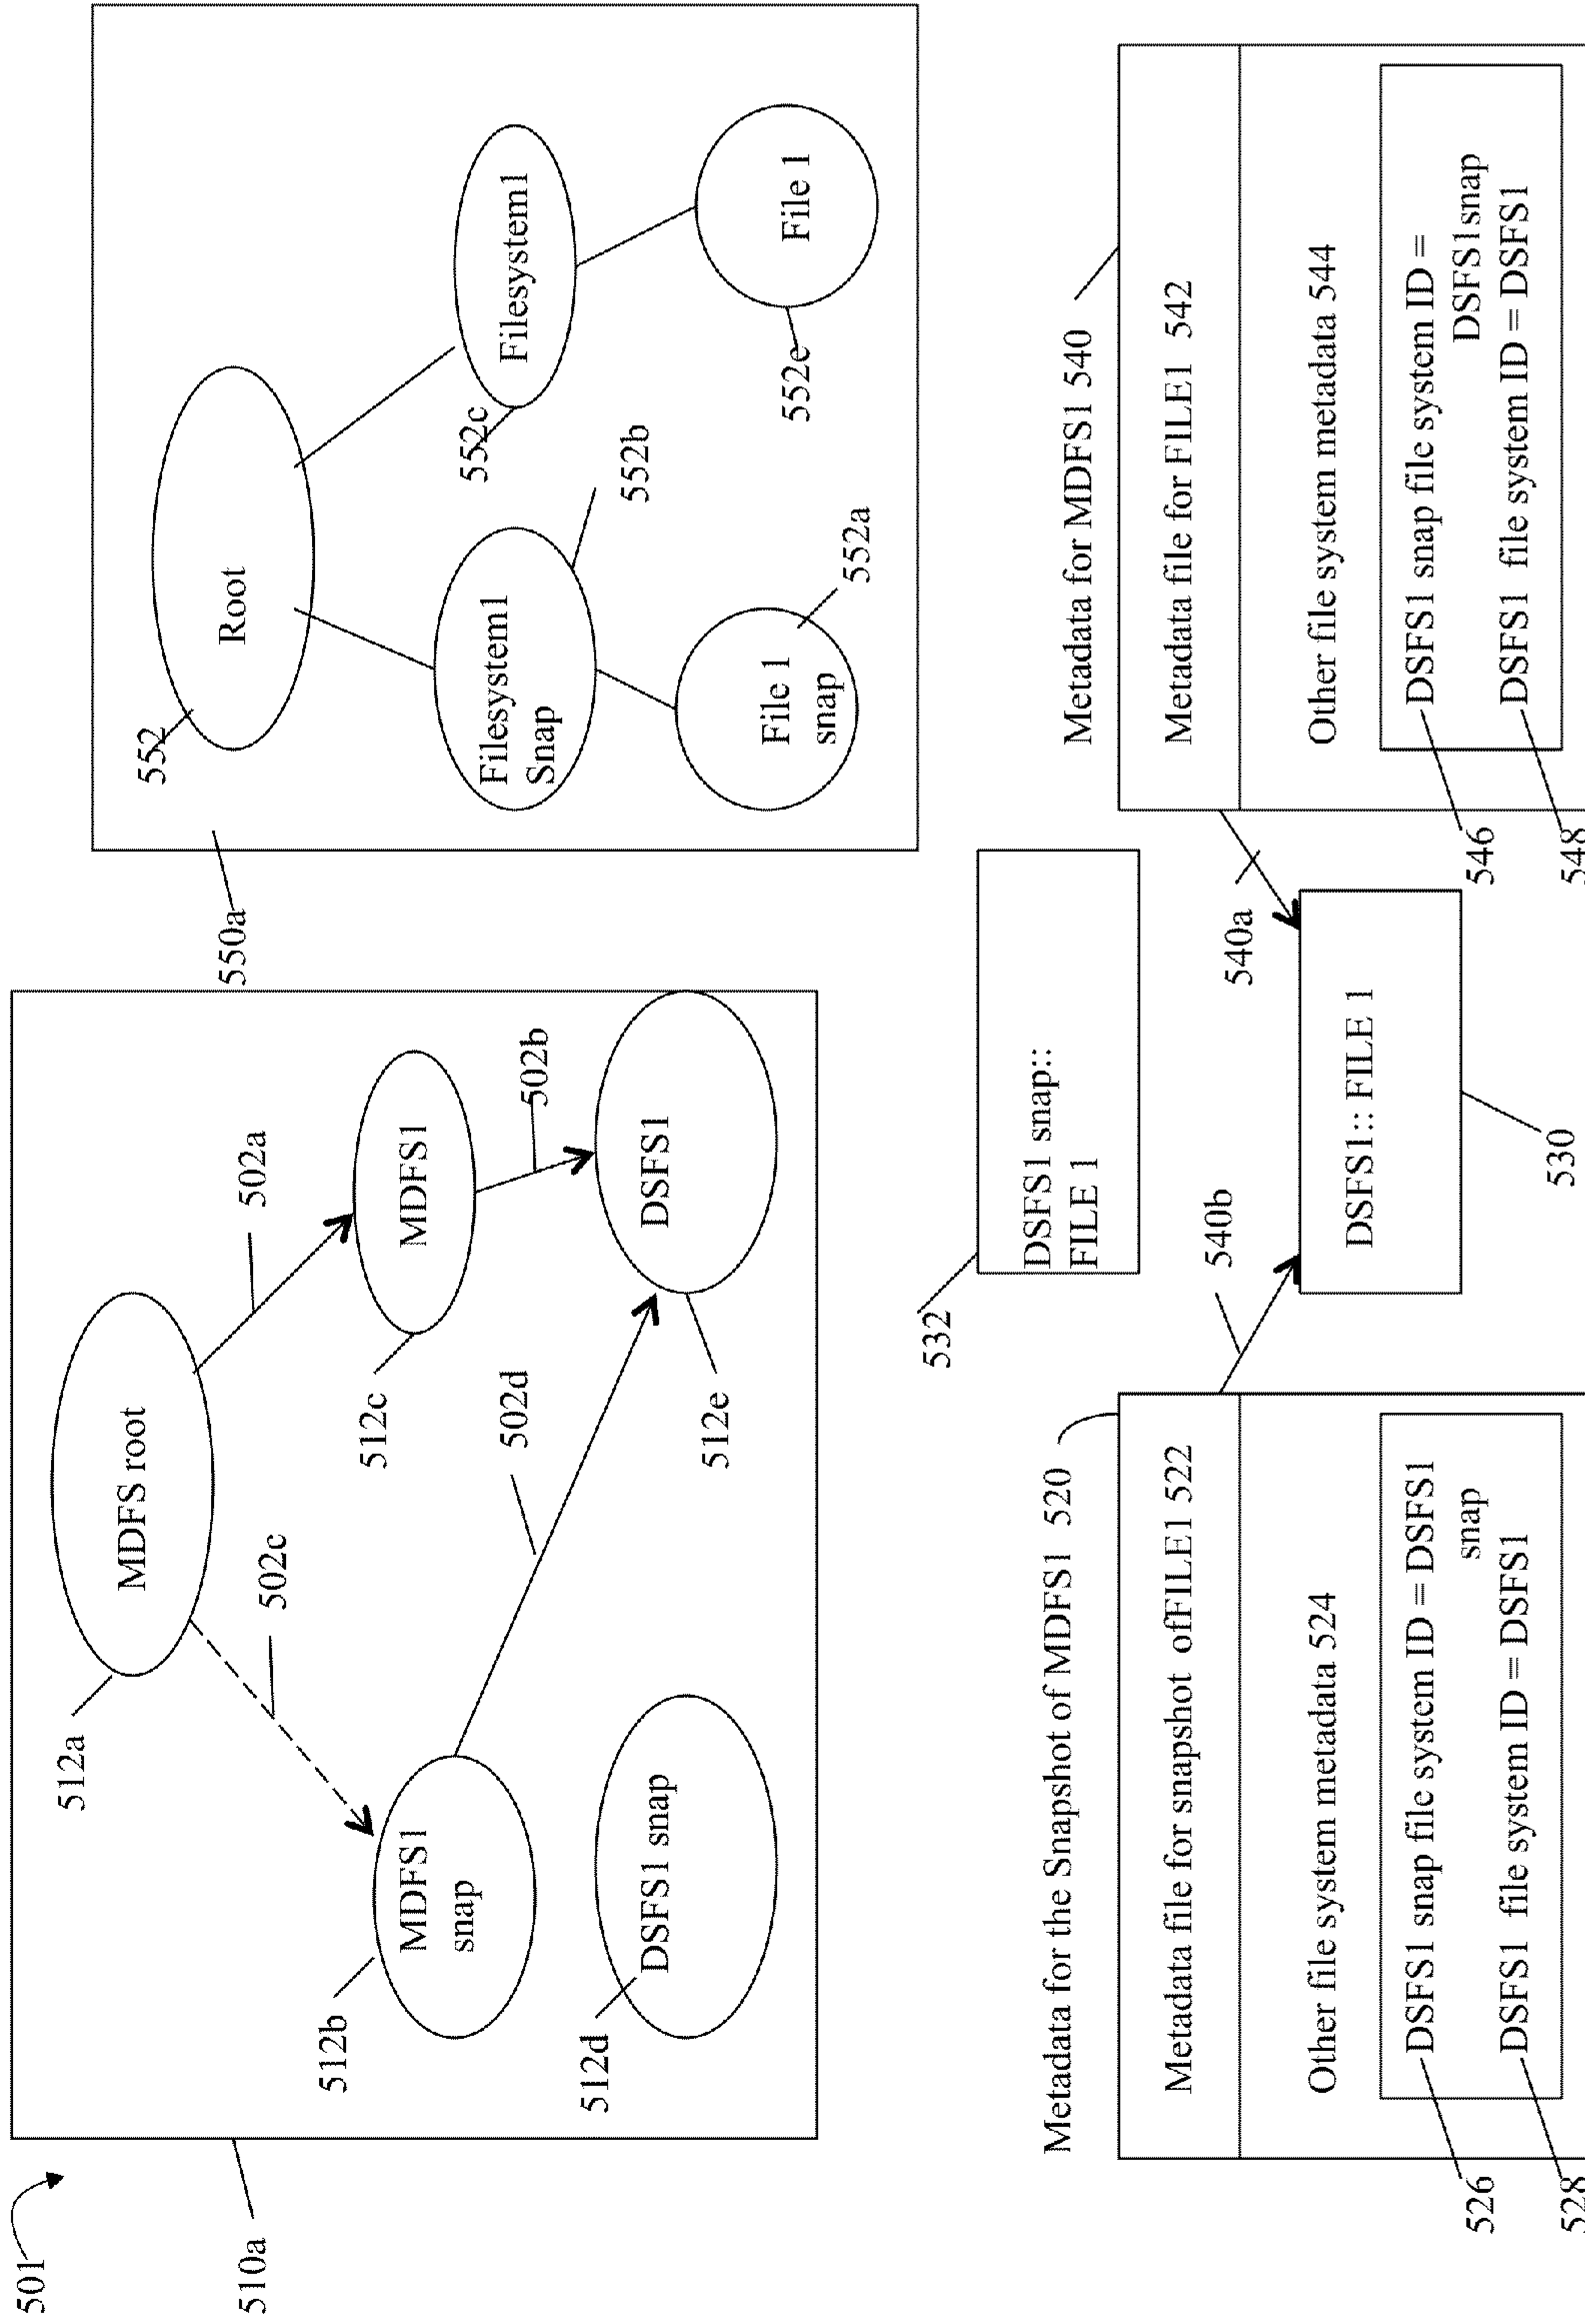 501
510a
512a
MDFS root
502a
502c
512b
MDFS1
snap
512c
MDFS1
502b
502d
512d
DSFS1 snap
512e
DSFS1
550a
552
Root
Filesystem1
Snap
552b
552c
Filesystem1
File 1
snap
552a
552e
File 1
532
DSFS1 snap::
FILE 1
Metadata for the Snapshot of MDFS1 520
Metadata file for snapshot ofFILE1 522
Other file system metadata 524
526
DSFS1 snap file system ID = DSFS1
snap
528
DSFS1 file system ID = DSFS1
540b
540a
DSFS1:: FILE 1
530
Metadata for MDFS1 540
Metadata file for FILE1 542
Other file system metadata 544
546
DSFS1 snap file system ID =
DSFS1snap
548
DSFS1 file system ID = DSFS1